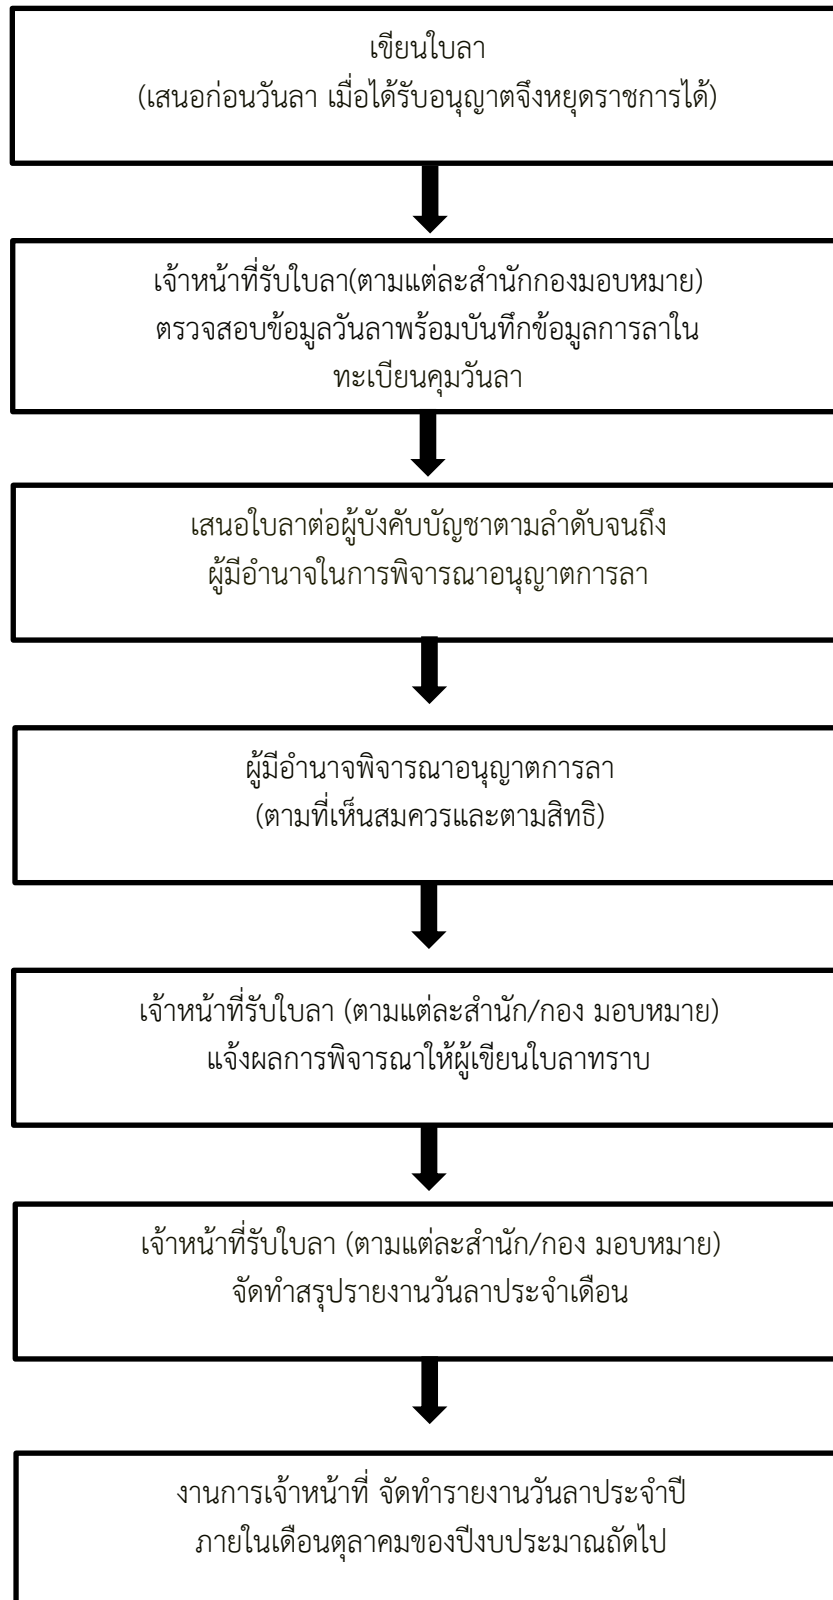 เขียนใบลา
(เสนอก่อนวันลา เมื่อได้รับอนุญาตจึงหยุดราชการได้)
เจ้าหน้าที่รับใบลา(ตามแต่ละสำนักกองมอบหมาย)
ตรวจสอบข้อมูลวันลาพร้อมบันทึกข้อมูลการลาใน
ทะเบียนคุมวันลา
เสนอใบลาต่อผู้บังคับบัญชาตามลำดับจนถึง
ผู้มีอำนาจในการพิจารณาอนุญาตการลา
ผู้มีอำนาจพิจารณาอนุญาตการลา
(ตามที่เห็นสมควรและตามสิทธิ)
เจ้าหน้าที่รับใบลา (ตามแต่ละสำนัก/กอง มอบหมาย)
แจ้งผลการพิจารณาให้ผู้เขียนใบลาทราบ
เจ้าหน้าที่รับใบลา (ตามแต่ละสำนัก/กอง มอบหมาย)
จัดทำสรุปรายงานวันลาประจำเดือน
งานการเจ้าหน้าที่ จัดทำรายงานวันลาประจำปี
ภายในเดือนตุลาคมของปีงบประมาณถัดไป